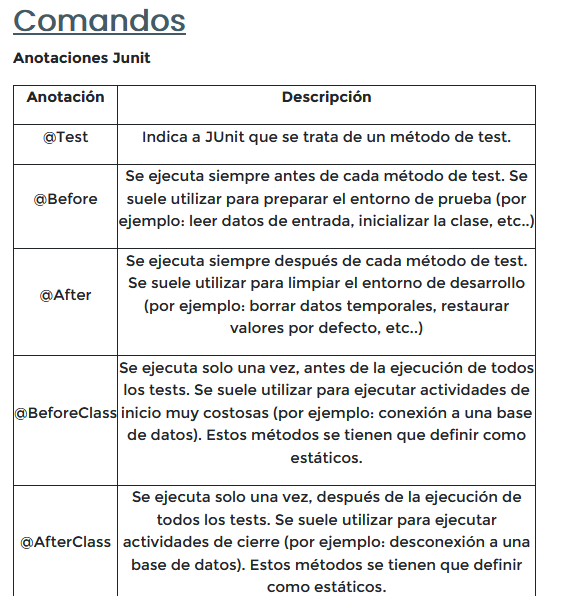 Comandos
Anotaciones Junit
Anotación
Descripción
@Test
Indica a JUnit que se trata de un método de test.
@Before
Se ejecuta siempre antes de cada método de test. Se
suele utilizar para preparar el entorno de prueba (por
ejemplo: leer datos de entrada, inicializar la clase, etc..)
@After
Se ejecuta siempre después de cada método de test.
Se suele utilizar para limpiar el entorno de desarrollo
(por ejemplo: borrar datos temporales, restaurar
valores por defecto, etc..)
@BeforeClass
Se ejecuta solo una vez, antes de la ejecución de todos
los tests. Se suele utilizar para ejecutar actividades de
inicio muy costosas (por ejemplo: conexión a una base
de datos). Estos métodos se tienen que definir como
estáticos.
@AfterClass
Se ejecuta solo una vez, después de la ejecución de
todos los tests. Se suele utilizar para ejecutar
actividades de cierre (por ejemplo: desconexión a una
base de datos). Estos métodos se tienen que definir
como estáticos.